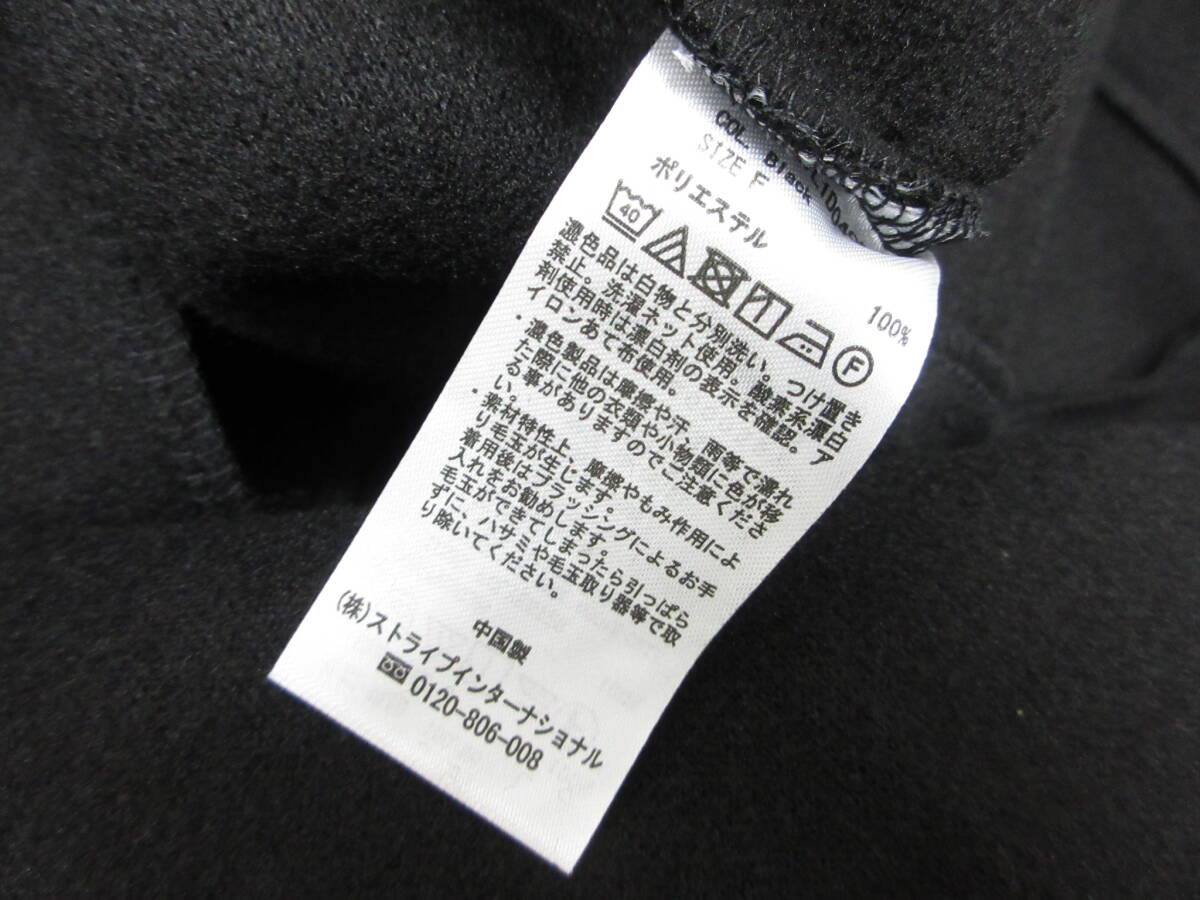 COL Black
SIZE F
ポリエステル 100%
40
F
濃色品は白物と分別洗い。つけ置き
禁止。洗濯ネット使用。酸素系漂白
剤使用時は漂白剤の表示を確認。ア
イロンあて布使用。
・濃色製品は摩擦や汗、雨等で濡れ
た際に他の衣類や小物類に色が移
る事がありますのでご注意くださ
い。
・素材特性上、摩擦やもみ作用によ
り毛玉が生じます。
着用後はブラッシングによるお手
入れをお勧めします。
毛玉ができてしまったら引っぱら
ずに、ハサミや毛玉取り器等で取
り除いてください。
中国製
(株)ストライプインターナショナル
0120-806-008